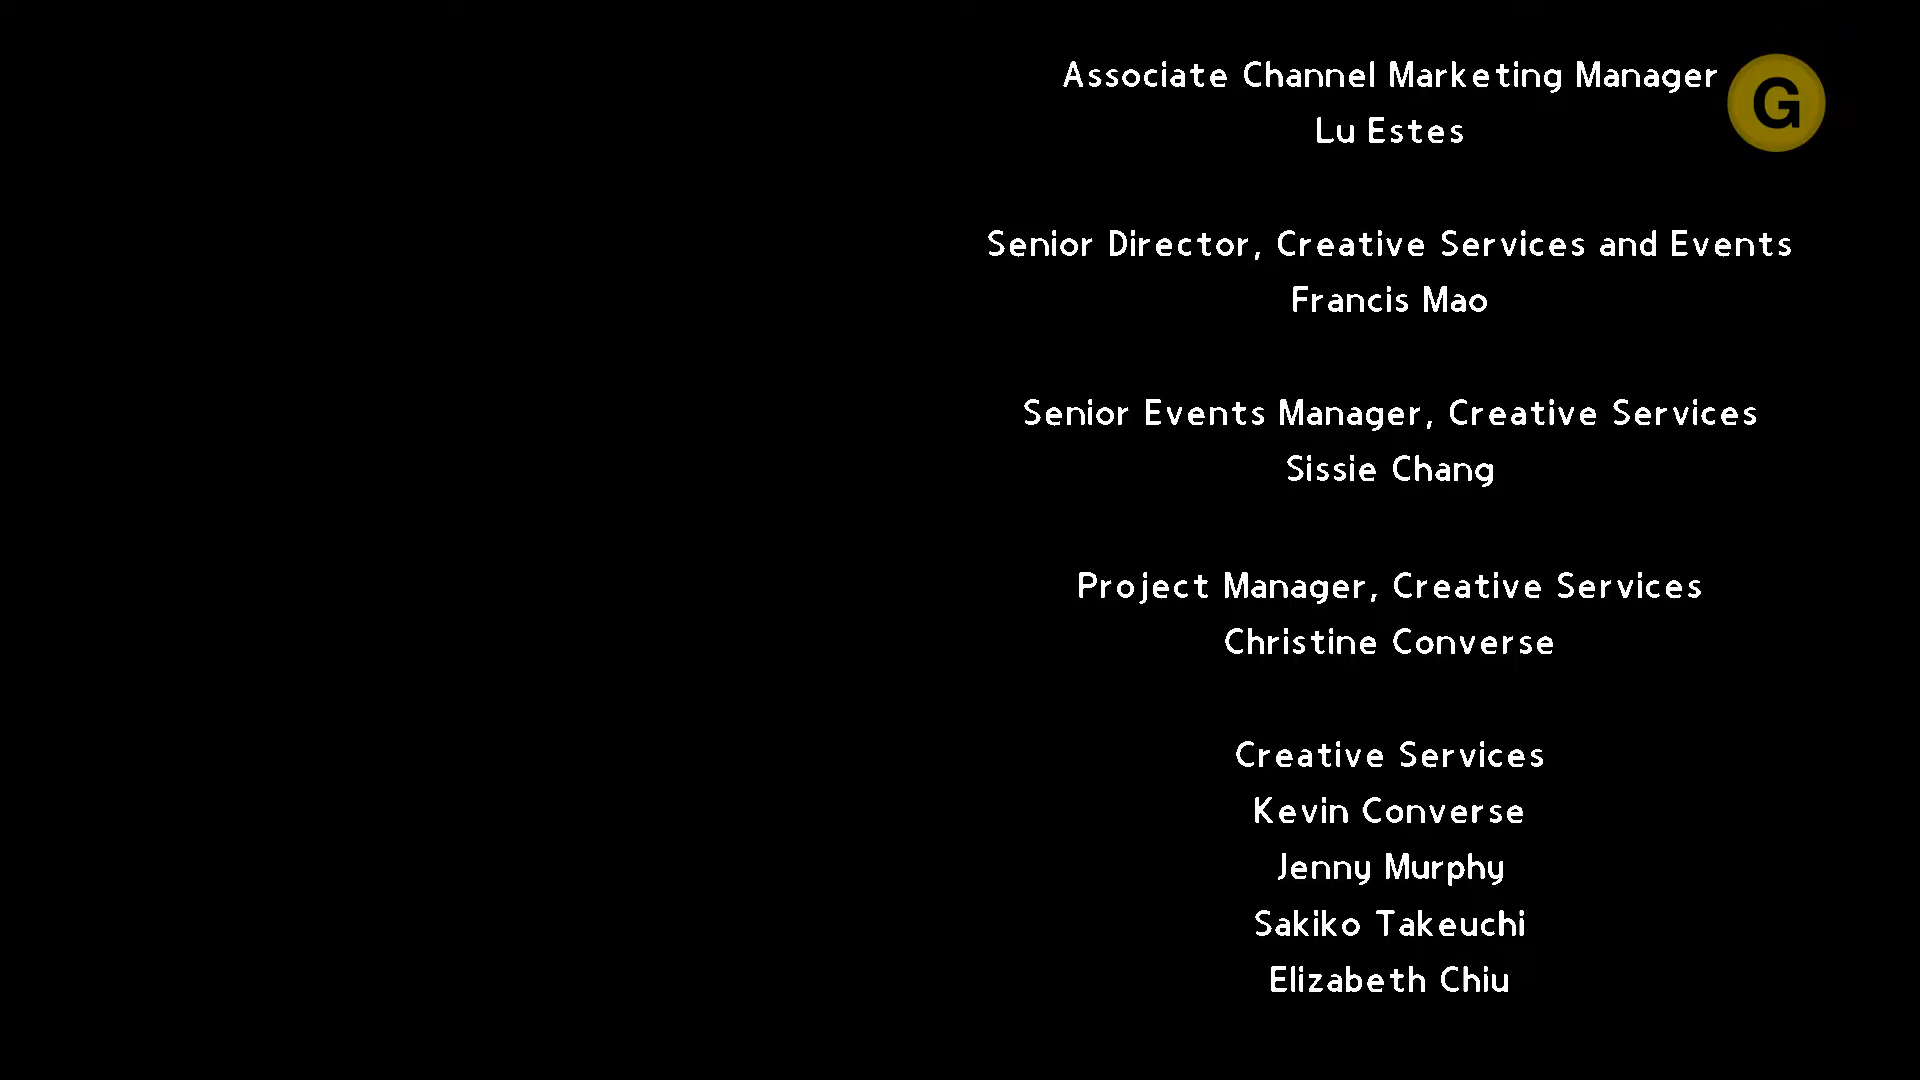 Associate Channel Marketing Manager
G
Lu Estes
Senior Director, Creative Services and Events
Francis Mao
Senior Events Manager, Creative Services
Sissie Chang
Project Manager, Creative Services
Christine Converse
Creative Services
Kevin Converse
Jenny Murphy
Sakiko Takeuchi
Elizabeth Chiu